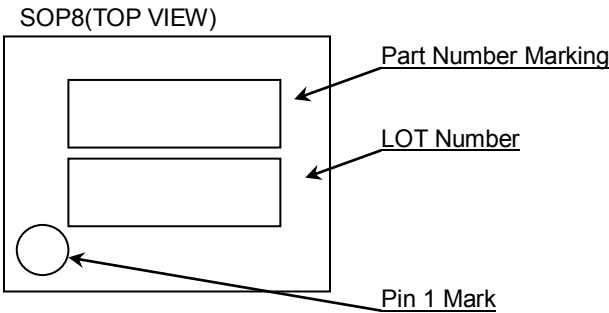 SOP8(TOP VIEW)
Part Number Marking
LOT Number
Pin 1 Mark